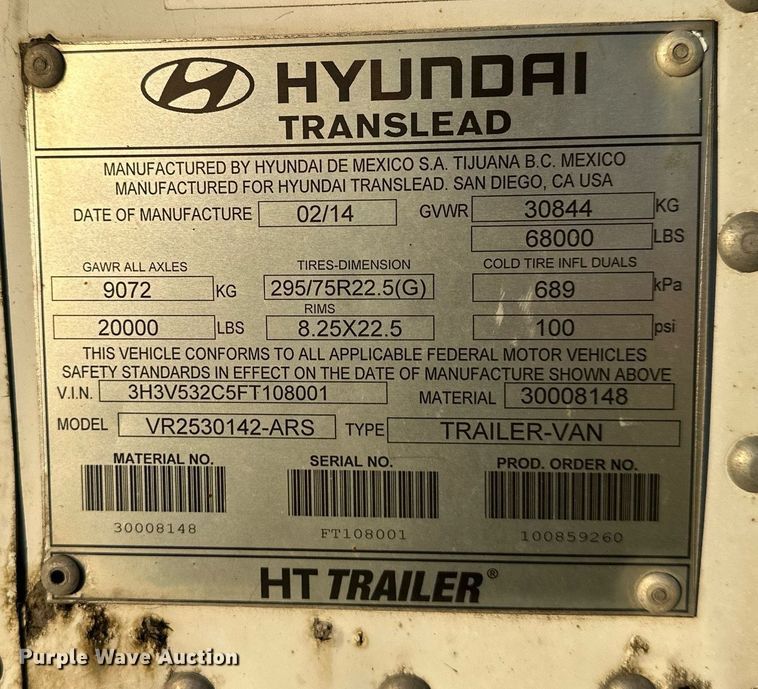 HYUNDAI
TRANSLEAD
MANUFACTURED BY HYUNDAI DE MEXICO S.A. TIJUANA B.C. MEXICO
MANUFACTURED FOR HYUNDAI TRANSLEAD. SAN DIEGO, CA USA
DATE OF MANUFACTURE 02/14 GVWR 30844 KG
68000 LBS
GAWR ALL AXLES TIRES-DIMENSION COLD TIRE INFL DUALS
9072 KG 295/75R22.5(G) 689 kPa
RIMS
20000 LBS 8.25X22.5 100 psi
THIS VEHICLE CONFORMS TO ALL APPLICABLE FEDERAL MOTOR VEHICLES
SAFETY STANDARDS IN EFFECT ON THE DATE OF MANUFACTURE SHOWN ABOVE
V.I.N. 3H3V532C5FT108001 MATERIAL 30008148
MODEL VR2530142-ARS TYPE TRAILER-VAN
MATERIAL NO. SERIAL NO. PROD. ORDER NO.
30008148 FT108001 100859260
HT TRAILER®
Purple Wave Auction